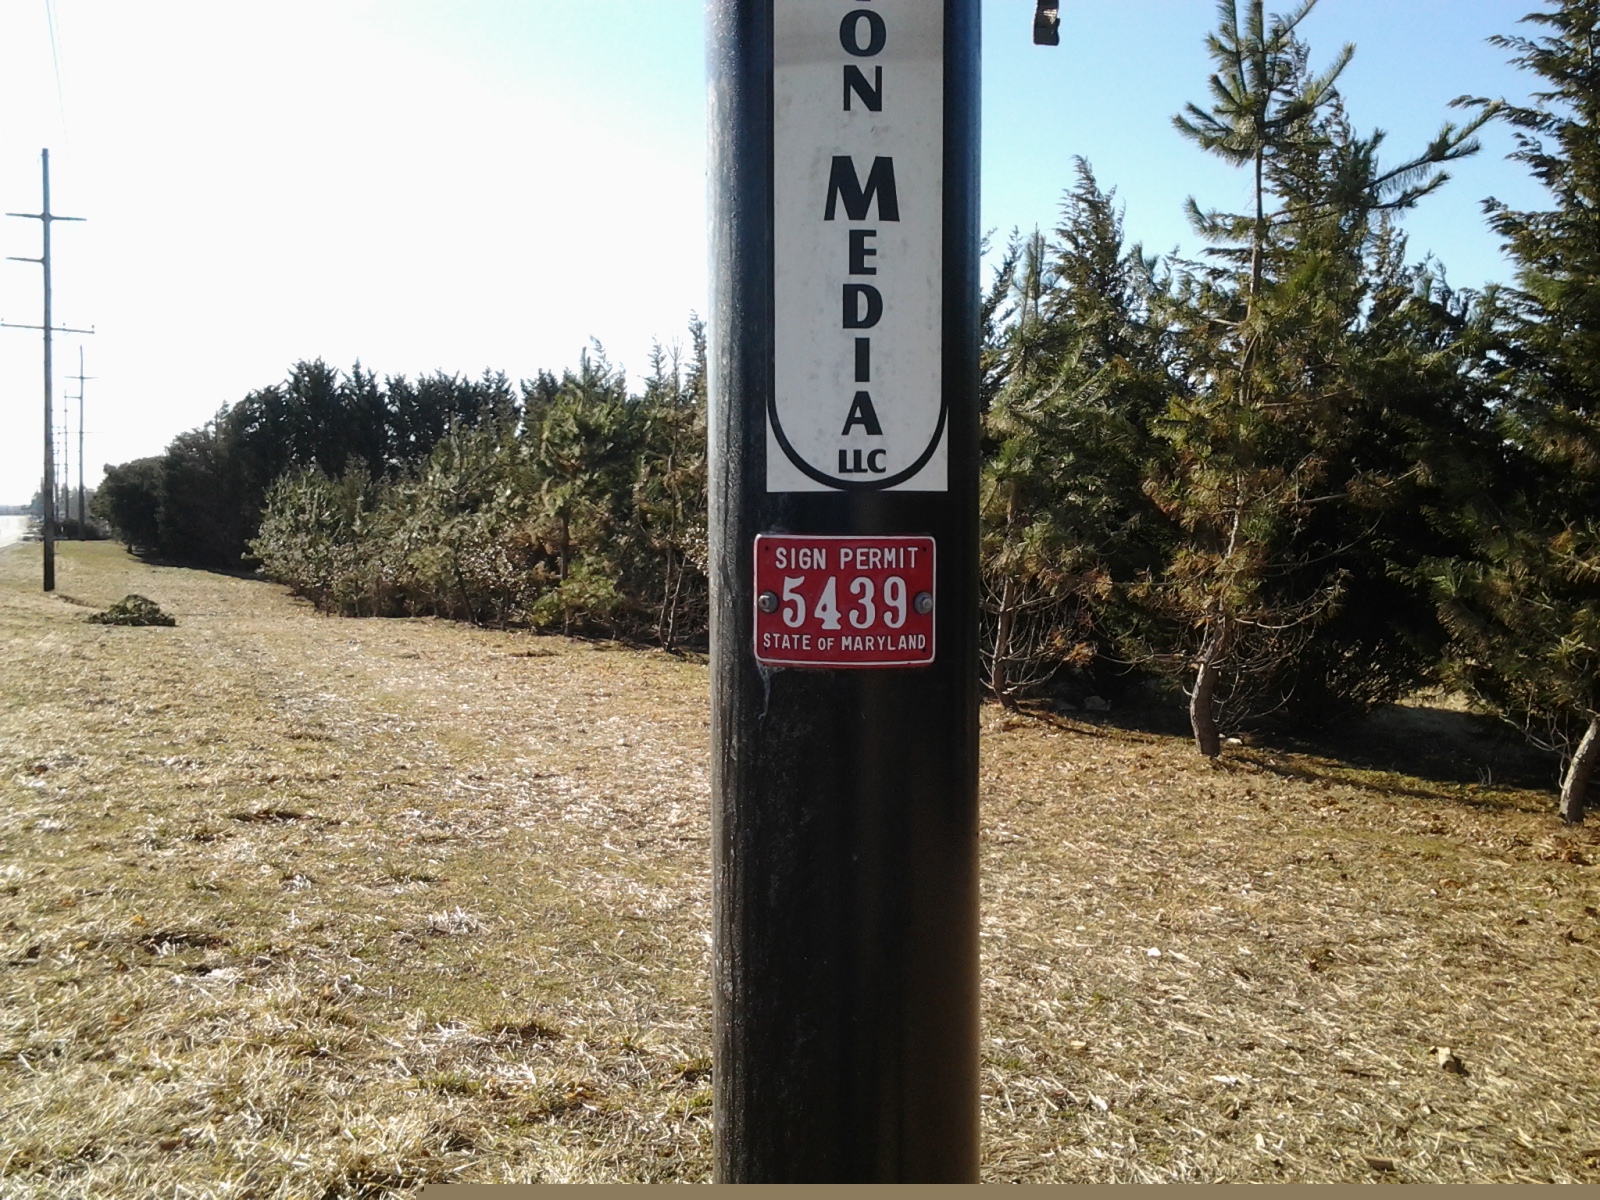 ON
MEDIA
LLC
SIGN PERMIT
5439
STATE OF MARYLAND